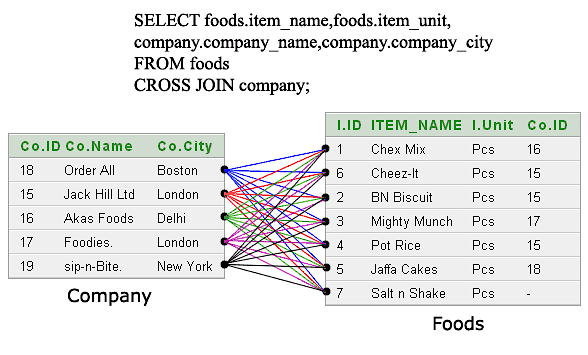 SELECT foods.item_name,foods.item_unit,
company.company_name,company.company_city
FROM foods
CROSS JOIN company;
Co.ID Co.Name Co.City
18 Order All Boston
15 Jack Hill Ltd London
16 Akas Foods Delhi
17 Foodies. London
19 sip-n-Bite. New York
Company
I.ID ITEM_NAME I.Unit Co.ID
1 Chex Mix Pcs 16
6 Cheez-It Pcs 15
2 BN Biscuit Pcs 15
3 Mighty Munch Pcs 17
4 Pot Rice Pcs 15
5 Jaffa Cakes Pcs 18
7 Salt n Shake Pcs -
Foods